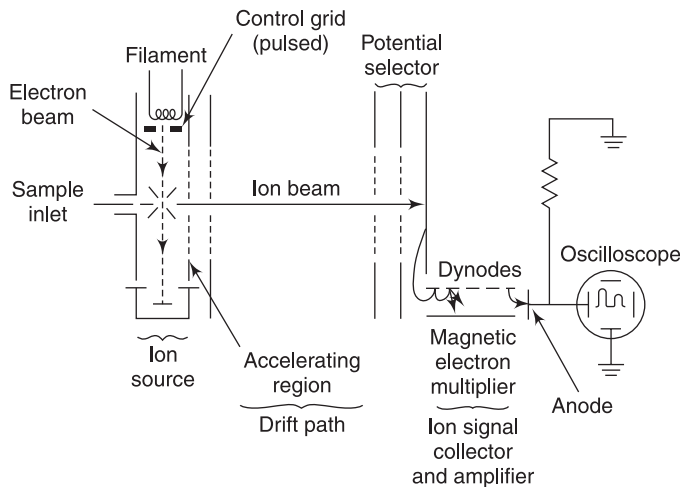 Control grid
(pulsed)
Filament
Potential
selector
Electron
beam
Sample
inlet
Ion beam
Oscilloscope
Dynodes
Ion
source
Accelerating
region
Drift path
Magnetic
electron
multiplier
Anode
Ion signal
collector
and amplifier